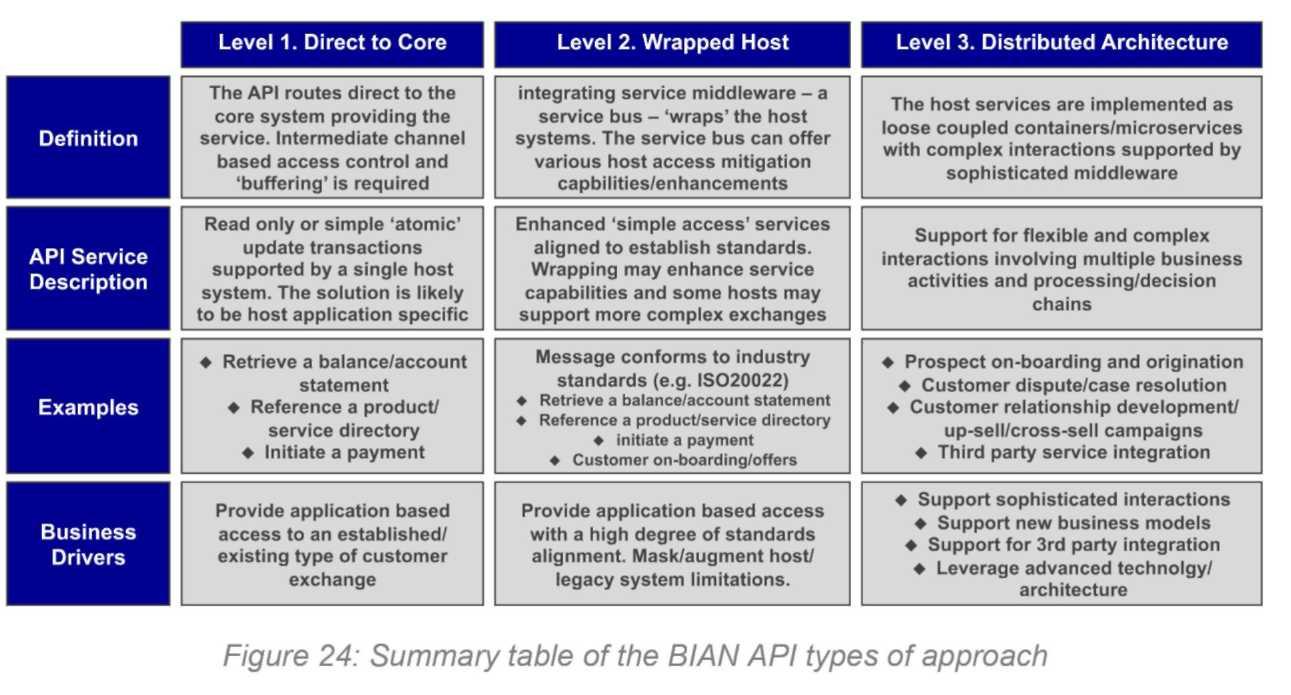 Level 1. Direct to Core
Level 2. Wrapped Host
Level 3. Distributed Architecture
Definition
The API routes direct to the
core system providing the
service. Intermediate channel
based access control and
‘buffering’ is required
integrating service middleware – a
service bus – ‘wraps’ the host
systems. The service bus can offer
various host access mitigation
capbilities/enhancements
The host services are implemented as
loose coupled containers/microservices
with complex interactions supported by
sophisticated middleware
API Service
Description
Read only or simple ‘atomic’
update transactions
supported by a single host
system. The solution is likely
to be host application specific
Enhanced ‘simple access’ services
aligned to establish standards.
Wrapping may enhance service
capabilities and some hosts may
support more complex exchanges
Support for flexible and complex
interactions involving multiple business
activities and processing/decision
chains
Examples
◆ Retrieve a balance/account
statement
◆ Reference a product/
service directory
◆ Initiate a payment
Message conforms to industry
standards (e.g. ISO20022)
◆ Retrieve a balance/account statement
◆ Reference a product/service directory
◆ initiate a payment
◆ Customer on-boarding/offers
◆ Prospect on-boarding and origination
◆ Customer dispute/case resolution
◆ Customer relationship development/
up-sell/cross-sell campaigns
◆ Third party service integration
Business
Drivers
Provide application based
access to an established/
existing type of customer
exchange
Provide application based access
with a high degree of standards
alignment. Mask/augment host/
legacy system limitations.
◆ Support sophisticated interactions
◆ Support new business models
◆ Support for 3rd party integration
◆ Leverage advanced technolgy/
architecture
Figure 24: Summary table of the BIAN API types of approach